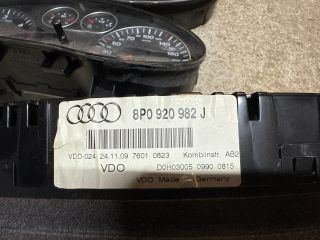 8P0 920 982 J
VDD-024 24.11.09 7601 0823 Kombiinstr. AB2
VDO D0H03005 0990 0815
VDO Made in Germany